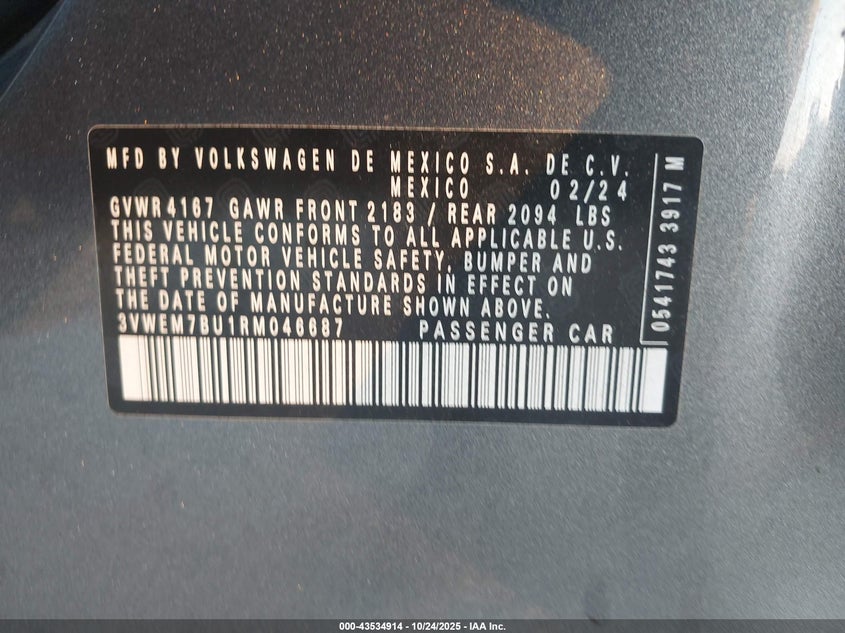 MFD BY VOLKSWAGEN DE MEXICO S.A. DE C.V.
MEXICO 02/24
GVWR 4167 GAWR FRONT 2183 / REAR 2094 LBS
THIS VEHICLE CONFORMS TO ALL APPLICABLE U.S.
FEDERAL MOTOR VEHICLE SAFETY, BUMPER AND
THEFT PREVENTION STANDARDS IN EFFECT ON
THE DATE OF MANUFACTURE SHOWN ABOVE.
3VWEM7BU1RM046687 PASSENGER CAR
0541743 3917 M
000-43534914 - 10/24/2025 - IAA Inc.